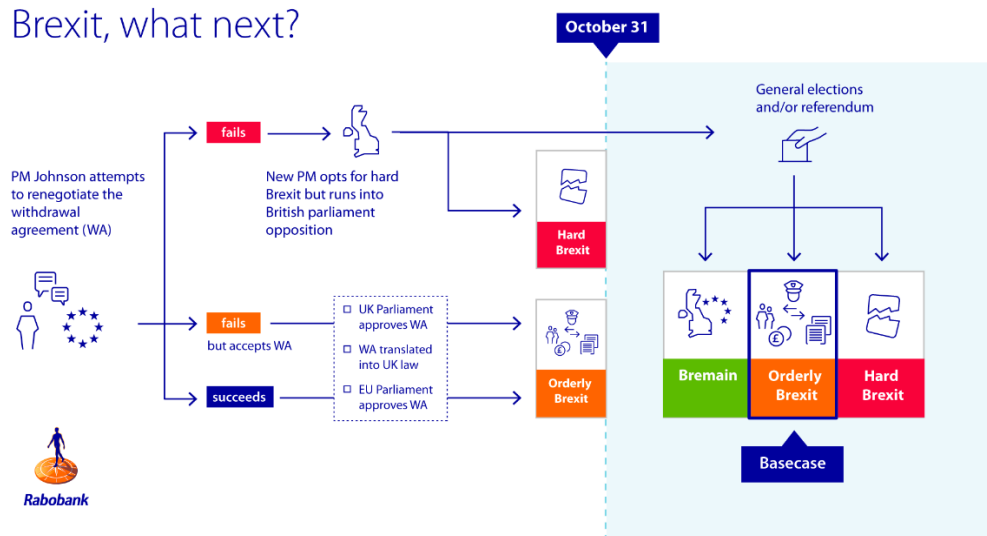 Brexit, what next?
October 31
General elections
and/or referendum
fails
PM Johnson attempts
to renegotiate the
withdrawal
agreement (WA)
New PM opts for hard
Brexit but runs into
British parliament
opposition
Hard
Brexit
fails
but accepts WA
succeeds
UK Parliament
approves WA
WA translated
into UK law
EU Parliament
approves WA
£
Orderly
Brexit
Bremain
£
Orderly
Brexit
Hard
Brexit
Basecase
Rabobank